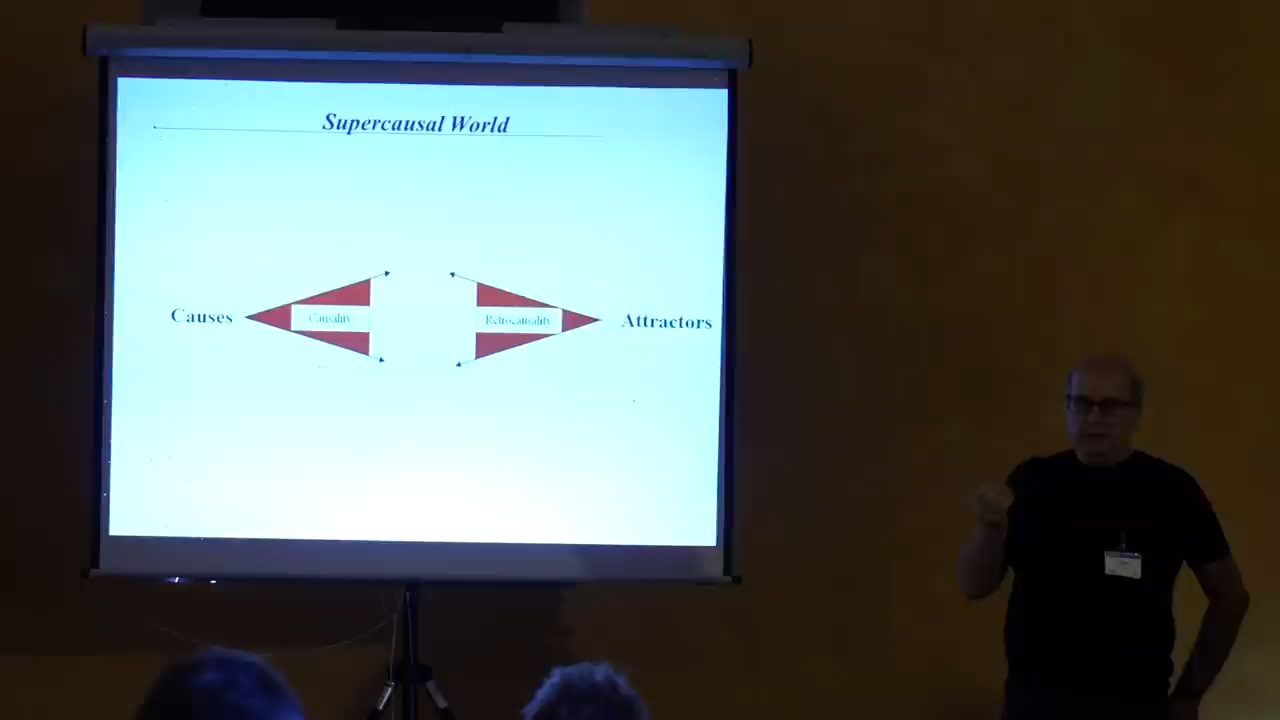 Supercausal World
Causes
Causality
Retrocausality
Attractors